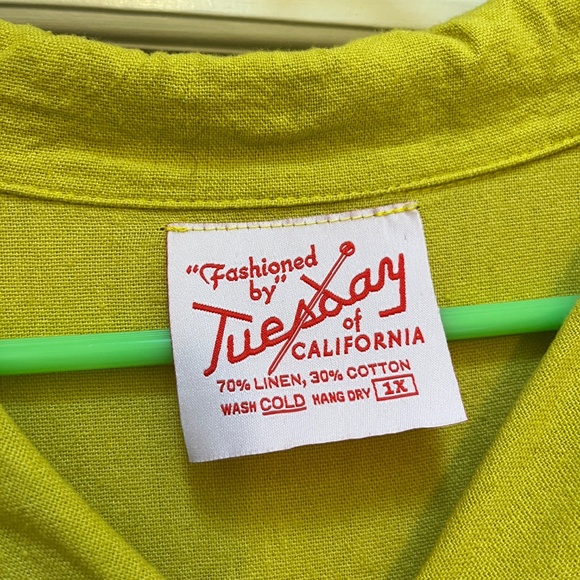 "Fashioned
by"
Tuesday
of
CALIFORNIA
70% LINEN, 30% COTTON
WASH COLD HANG DRY 1X